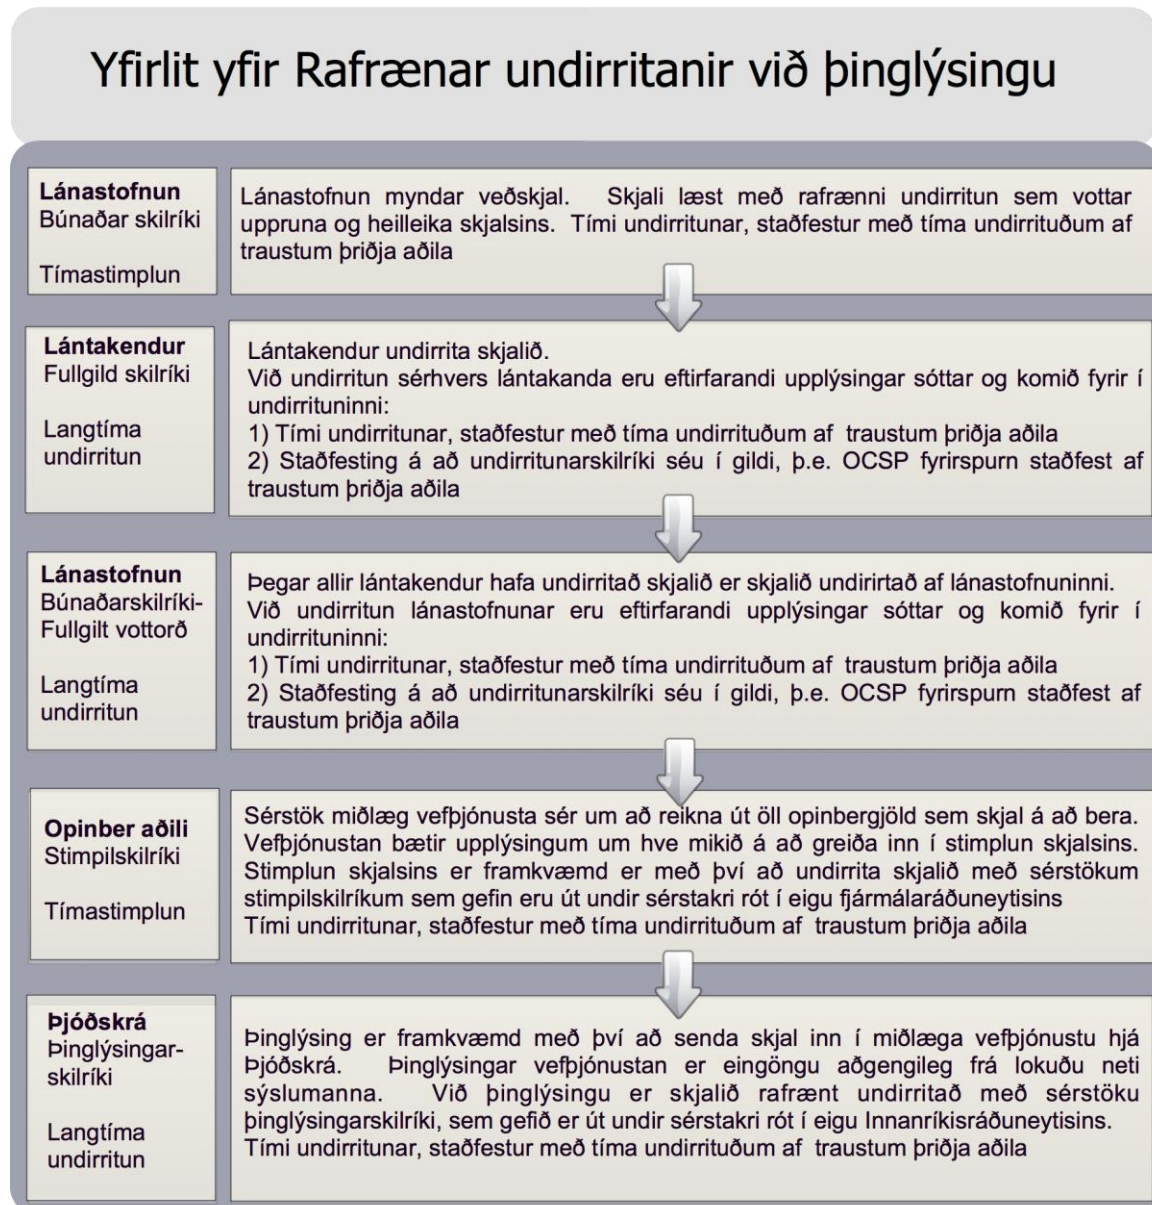 Yfirlit yfir Rafrænar undirritanir við þinglýsingu
Lánastofnun
Búnaðar skilríki
Tímastimplun
Lánastofnun myndar veðskjal. Skjali læst með rafrænni undirritun sem vottar
uppruna og heilleika skjalsins. Tími undirritunar, staðfestur með tíma undirrituðum af
traustum þriðja aðila
Lántakendur
Fullgild skilríki
Langtíma
undirritun
Lántakendur undirrita skjalið.
Við undirritun sérhvers lántakanda eru eftirfarandi upplýsingar sóttar og komið fyrir í
undirrituninni:
1) Tími undirritunar, staðfestur með tíma undirrituðum af traustum þriðja aðila
2) Staðfesting á að undirritunarskilríki séu í gildi, þ.e. OCSP fyrirspurn staðfest af
traustum þriðja aðila
Lánastofnun
Búnaðarskilríki-
Fullgilt vottorð
Langtíma
undirritun
Þegar allir lántakendur hafa undirritað skjalið er skjalið undirirtað af lánastofnuninni.
Við undirritun lánastofnunar eru eftirfarandi upplýsingar sóttar og komið fyrir í
undirrituninni:
1) Tími undirritunar, staðfestur með tíma undirrituðum af traustum þriðja aðila
2) Staðfesting á að undirritunarskilríki séu í gildi, þ.e. OCSP fyrirspurn staðfest af
traustum þriðja aðila
Opinber aðili
Stimpilskilríki
Tímastimplun
Sérstök miðlæg vefþjónusta sér um að reikna út öll opinbergjöld sem skjal á að bera.
Vefþjónustan bætir upplýsingum um hve mikið á að greiða inn í stimplun skjalsins.
Stimplun skjalsins er framkvæmd er með því að undirrita skjalið með sérstökum
stimpilskilríkum sem gefin eru út undir sérstakri rót í eigu fjármálaráðuneytisins
Tími undirritunar, staðfestur með tíma undirrituðum af traustum þriðja aðila
Þjóðskrá
Þinglýsingar-
skilríki
Langtíma
undirritun
Þinglýsing er framkvæmd með því að senda skjal inn í miðlæga vefþjónustu hjá
Þjóðskrá. Þinglýsingar vefþjónustan er eingöngu aðgengileg frá lokuðu neti
sýslumanna. Við þinglýsingu er skjalið rafrænt undirritað með sérstöku
þinglýsingarskilríki, sem gefið er út undir sérstakri rót í eigu Innanríkisráðuneytisins.
Tími undirritunar, staðfestur með tíma undirrituðum af traustum þriðja aðila